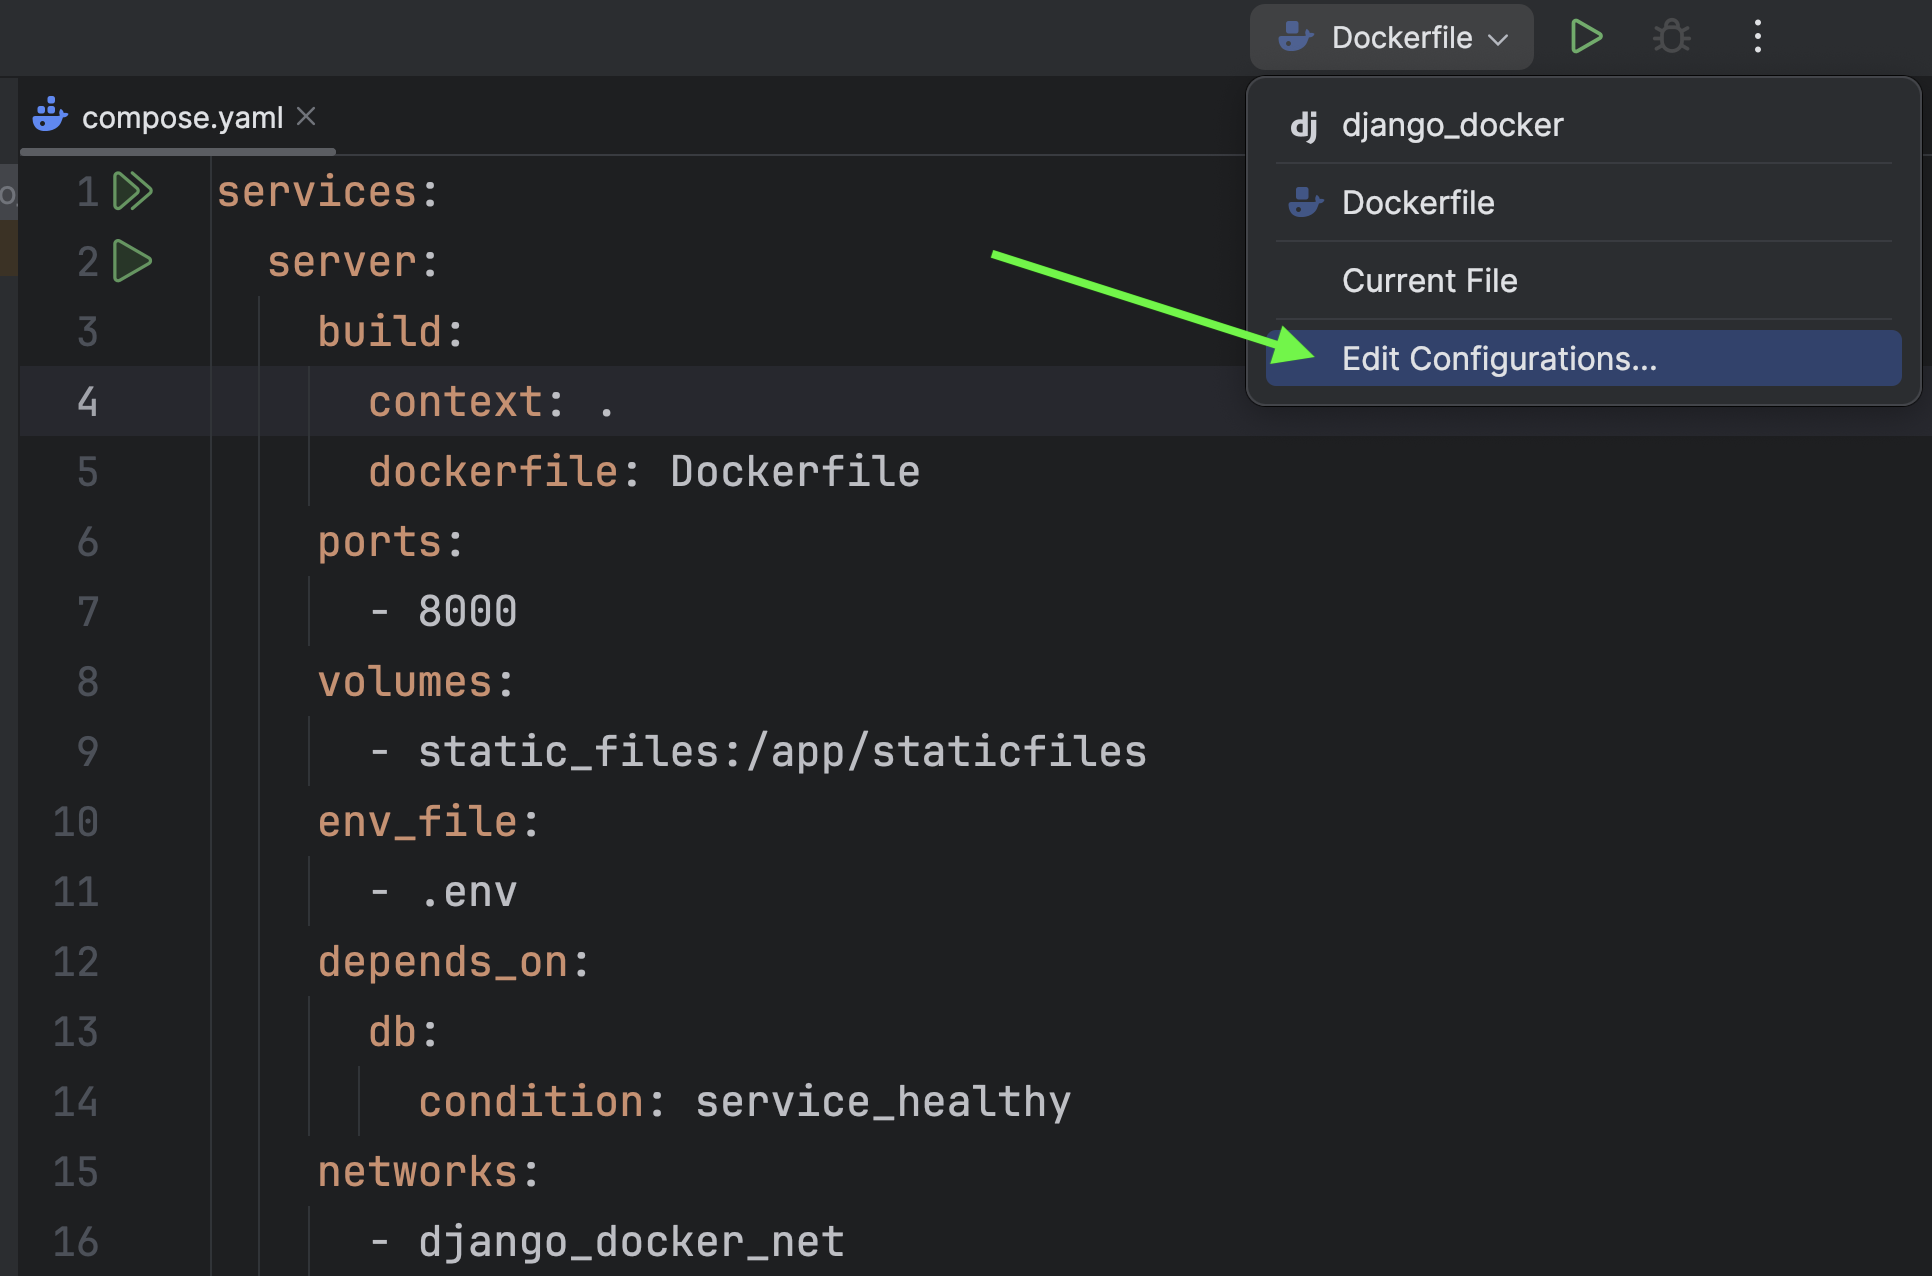 Dockerfile
compose.yaml
dj django_docker
Dockerfile
Current File
Edit Configurations...
1 services:
2 server:
3 build:
4 context: .
5 dockerfile: Dockerfile
6 ports:
7 - 8000
8 volumes:
9 - static_files:/app/staticfiles
10 env_file:
11 - .env
12 depends_on:
13 db:
14 condition: service_healthy
15 networks:
16 - django_docker_net